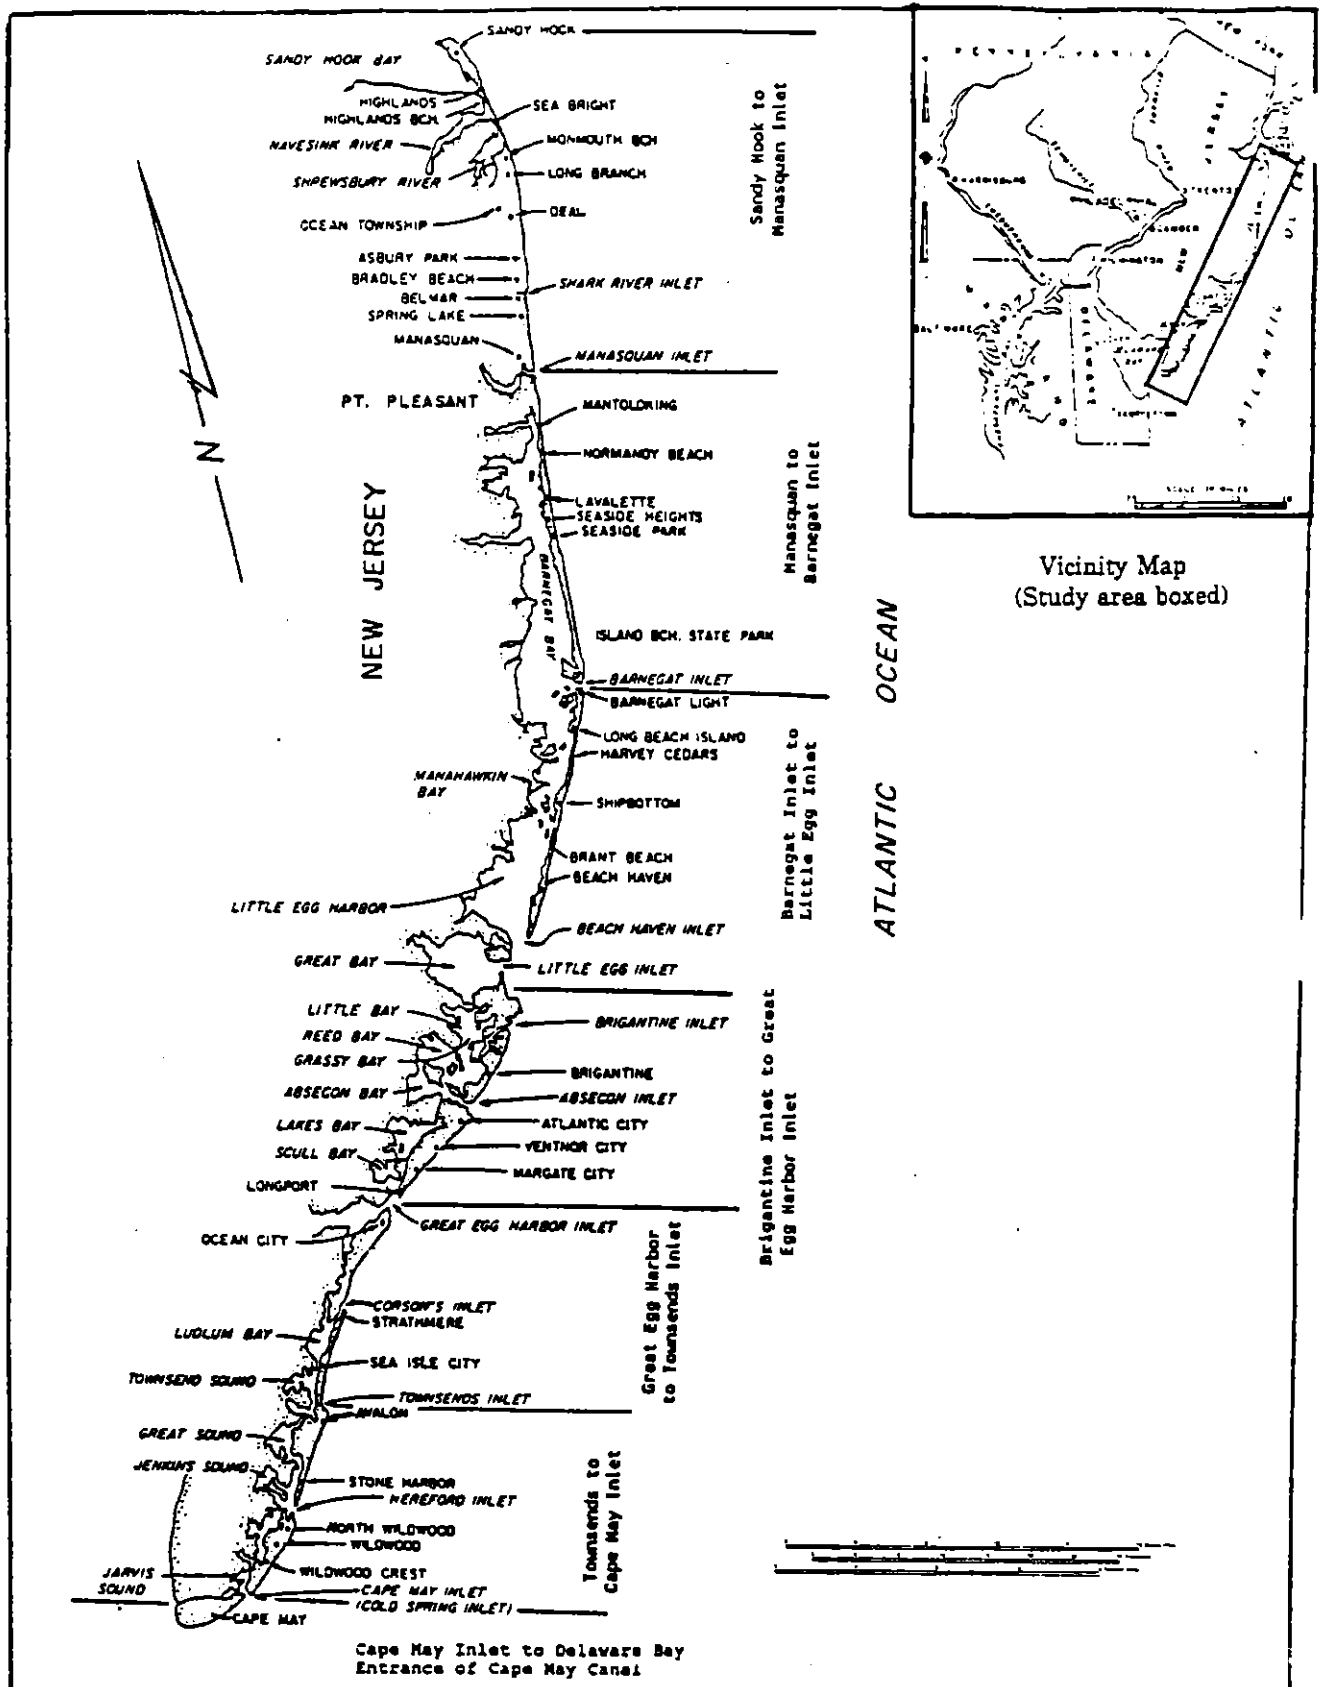 SANDY HOCK
SANDY HOOK BAY
HIGHLANDS
HIGHLANDS BCH.
SEA BRIGHT
NAVESINK RIVER
MONMOUTH BCH
SHREWSBURY RIVER
LONG BRANCH
OCEAN TOWNSHIP
DEAL
ASBURY PARK
BRADLEY BEACH
SHARK RIVER INLET
BELMAR
SPRING LAKE
MANASQUAN
MANASQUAN INLET
PT. PLEASANT
MANTOLOKING
NORMANDY BEACH
LAVALETTE
SEASIDE HEIGHTS
SEASIDE PARK
BARNEGAT BAY
ISLAND BCH. STATE PARK
BARNEGAT INLET
BARNEGAT LIGHT
LONG BEACH ISLAND
HARVEY CEDARS
MANAHAWKIN
BAY
SHIPBOTTOM
BRANT BEACH
BEACH HAVEN
LITTLE EGG HARBOR
BEACH HAVEN INLET
GREAT BAY
LITTLE EGG INLET
LITTLE BAY
BRIGANTINE INLET
REED BAY
GRASSY BAY
BRIGANTINE
ABSECON BAY
ABSECON INLET
LAKES BAY
ATLANTIC CITY
SCULL BAY
VENTNOR CITY
MARGATE CITY
LONGPORT
GREAT EGG HARBOR INLET
OCEAN CITY
CORSON'S INLET
STRATHMERE
LUDLUM BAY
SEA ISLE CITY
TOWNSEND SOUND
TOWNSENDS INLET
AVALON
GREAT SOUND
JENKINS SOUND
STONE HARBOR
HEREFORD INLET
NORTH WILDWOOD
WILDWOOD
JARVIS
SOUND
WILDWOOD CREST
CAPE MAY INLET
(COLD SPRING INLET)
CAPE MAY
N
NEW JERSEY
ATLANTIC OCEAN
Sandy Hook to
Manasquan Inlet
Manasquan to
Barnegat Inlet
Barnegat Inlet to
Little Egg Inlet
Brigantine Inlet to Great
Egg Harbor Inlet
Great Egg Harbor
to Townsends Inlet
Townsends to
Cape May Inlet
Cape May Inlet to Delaware Bay
Entrance of Cape May Canal
BALTIMORE
TRENTON
NEW
JERSEY
ATLANTIC
SCALE IN MILES
Vicinity Map
(Study area boxed)